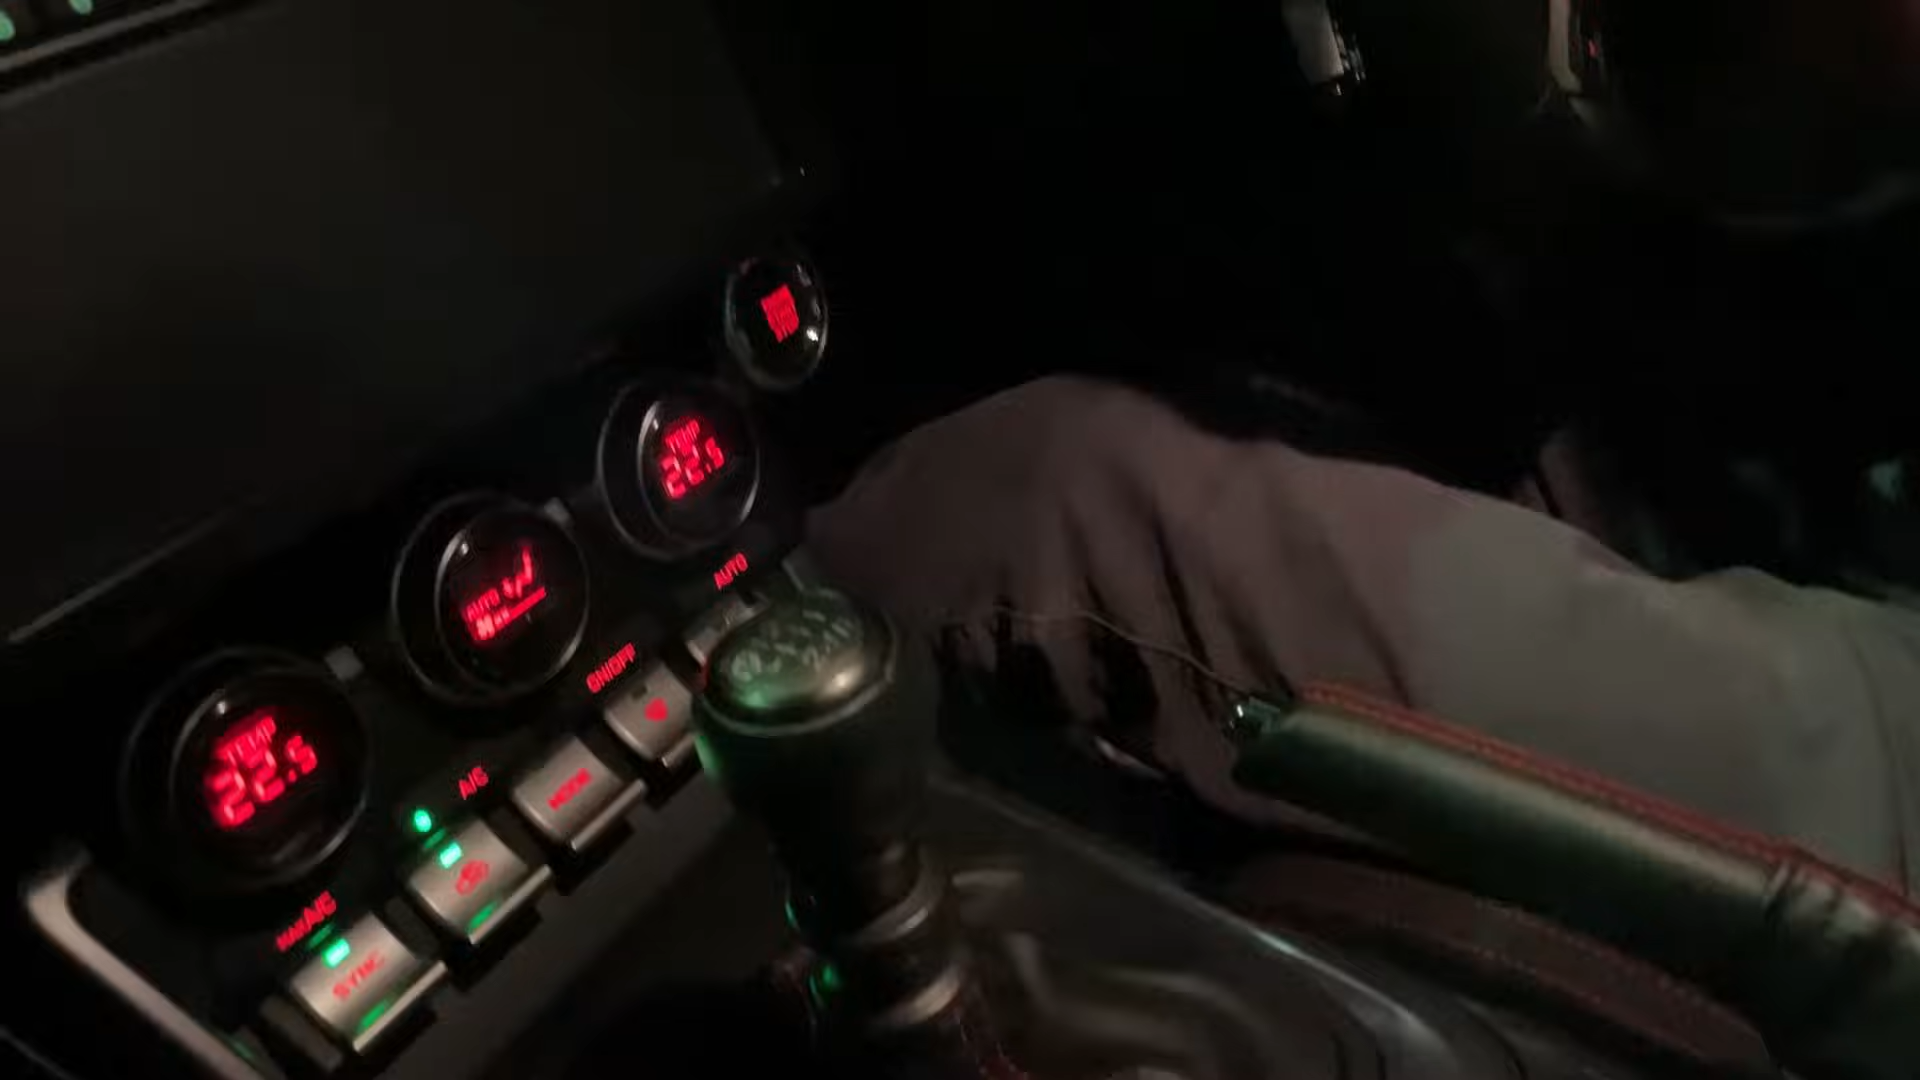 TEMP
22.5
AUTO
TEMP
22.5
AUTO
ON/OFF
MODE
A/C
MAX A/C
SYNC